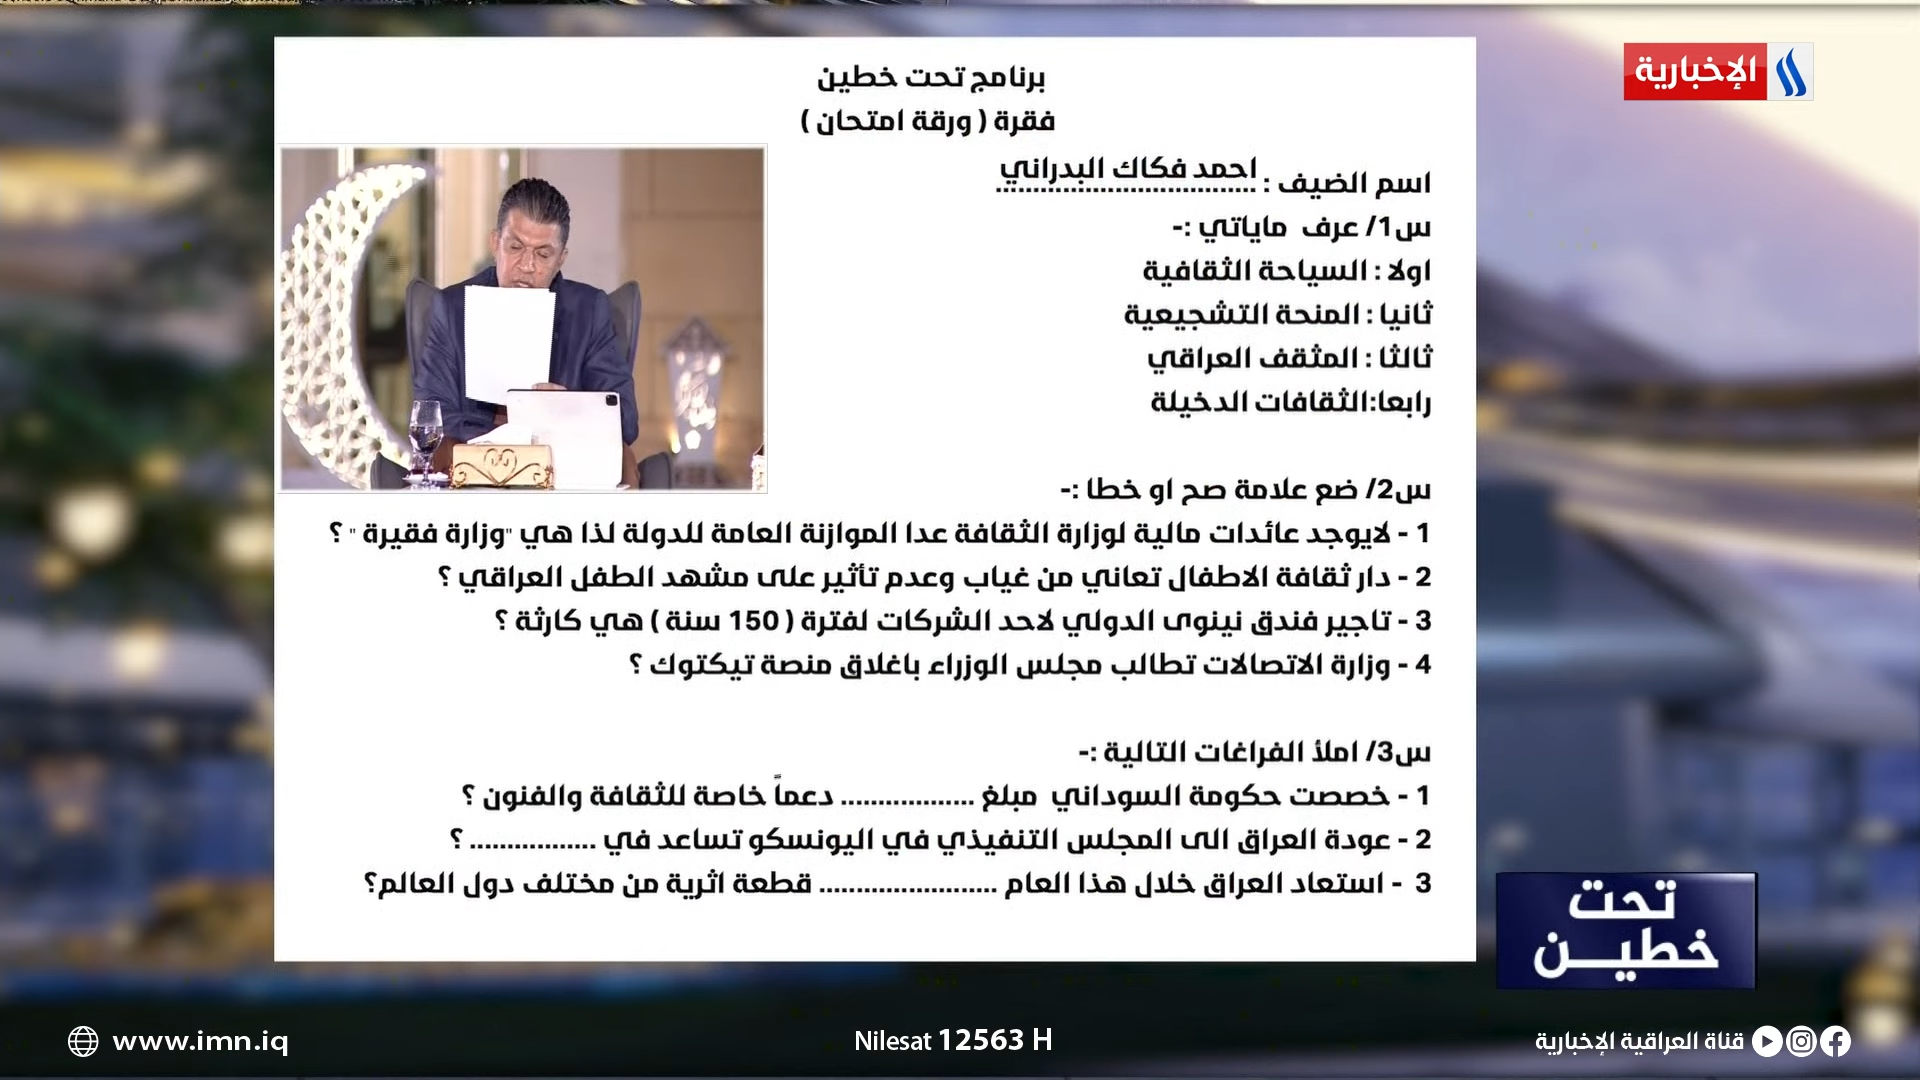 الإخبارية
برنامج تحت خطين
فقرة ( ورقة امتحان )
اسم الضيف : احمد فكاك البدراني
س1/ عرف ماياتي :-
اولا : السياحة الثقافية
ثانيا : المنحة التشجيعية
ثالثا : المثقف العراقي
رابعا:الثقافات الدخيلة
س2/ ضع علامة صح او خطا :-
1 - لايوجد عائدات مالية لوزارة الثقافة عدا الموازنة العامة للدولة لذا هي "وزارة فقيرة " ؟
2 - دار ثقافة الاطفال تعاني من غياب وعدم تأثير على مشهد الطفل العراقي ؟
3 - تاجير فندق نينوى الدولي لاحد الشركات لفترة ( 150 سنة ) هي كارثة ؟
4 - وزارة الاتصالات تطالب مجلس الوزراء باغلاق منصة تيكتوك ؟
س3/ املأ الفراغات التالية :-
1 - خصصت حكومة السوداني مبلغ .................. دعماً خاصة للثقافة والفنون ؟
2 - عودة العراق الى المجلس التنفيذي في اليونسكو تساعد في ................. ؟
3 - استعاد العراق خلال هذا العام ........................ قطعة اثرية من مختلف دول العالم؟
تحت
خطين
www.imn.iq
Nilesat 12563 H
قناة العراقية الإخبارية